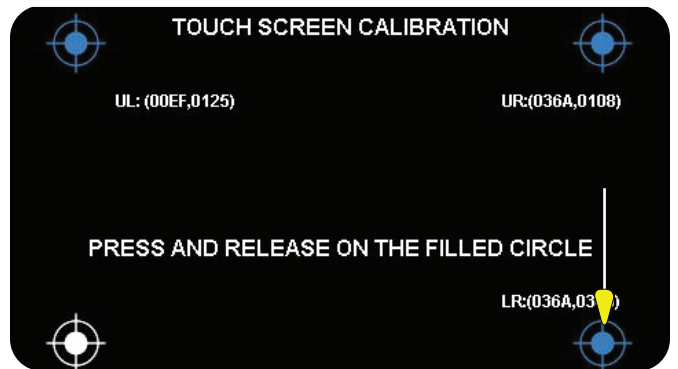 TOUCH SCREEN CALIBRATION
UL: (00EF,0125)
UR:(036A,0108)
PRESS AND RELEASE ON THE FILLED CIRCLE